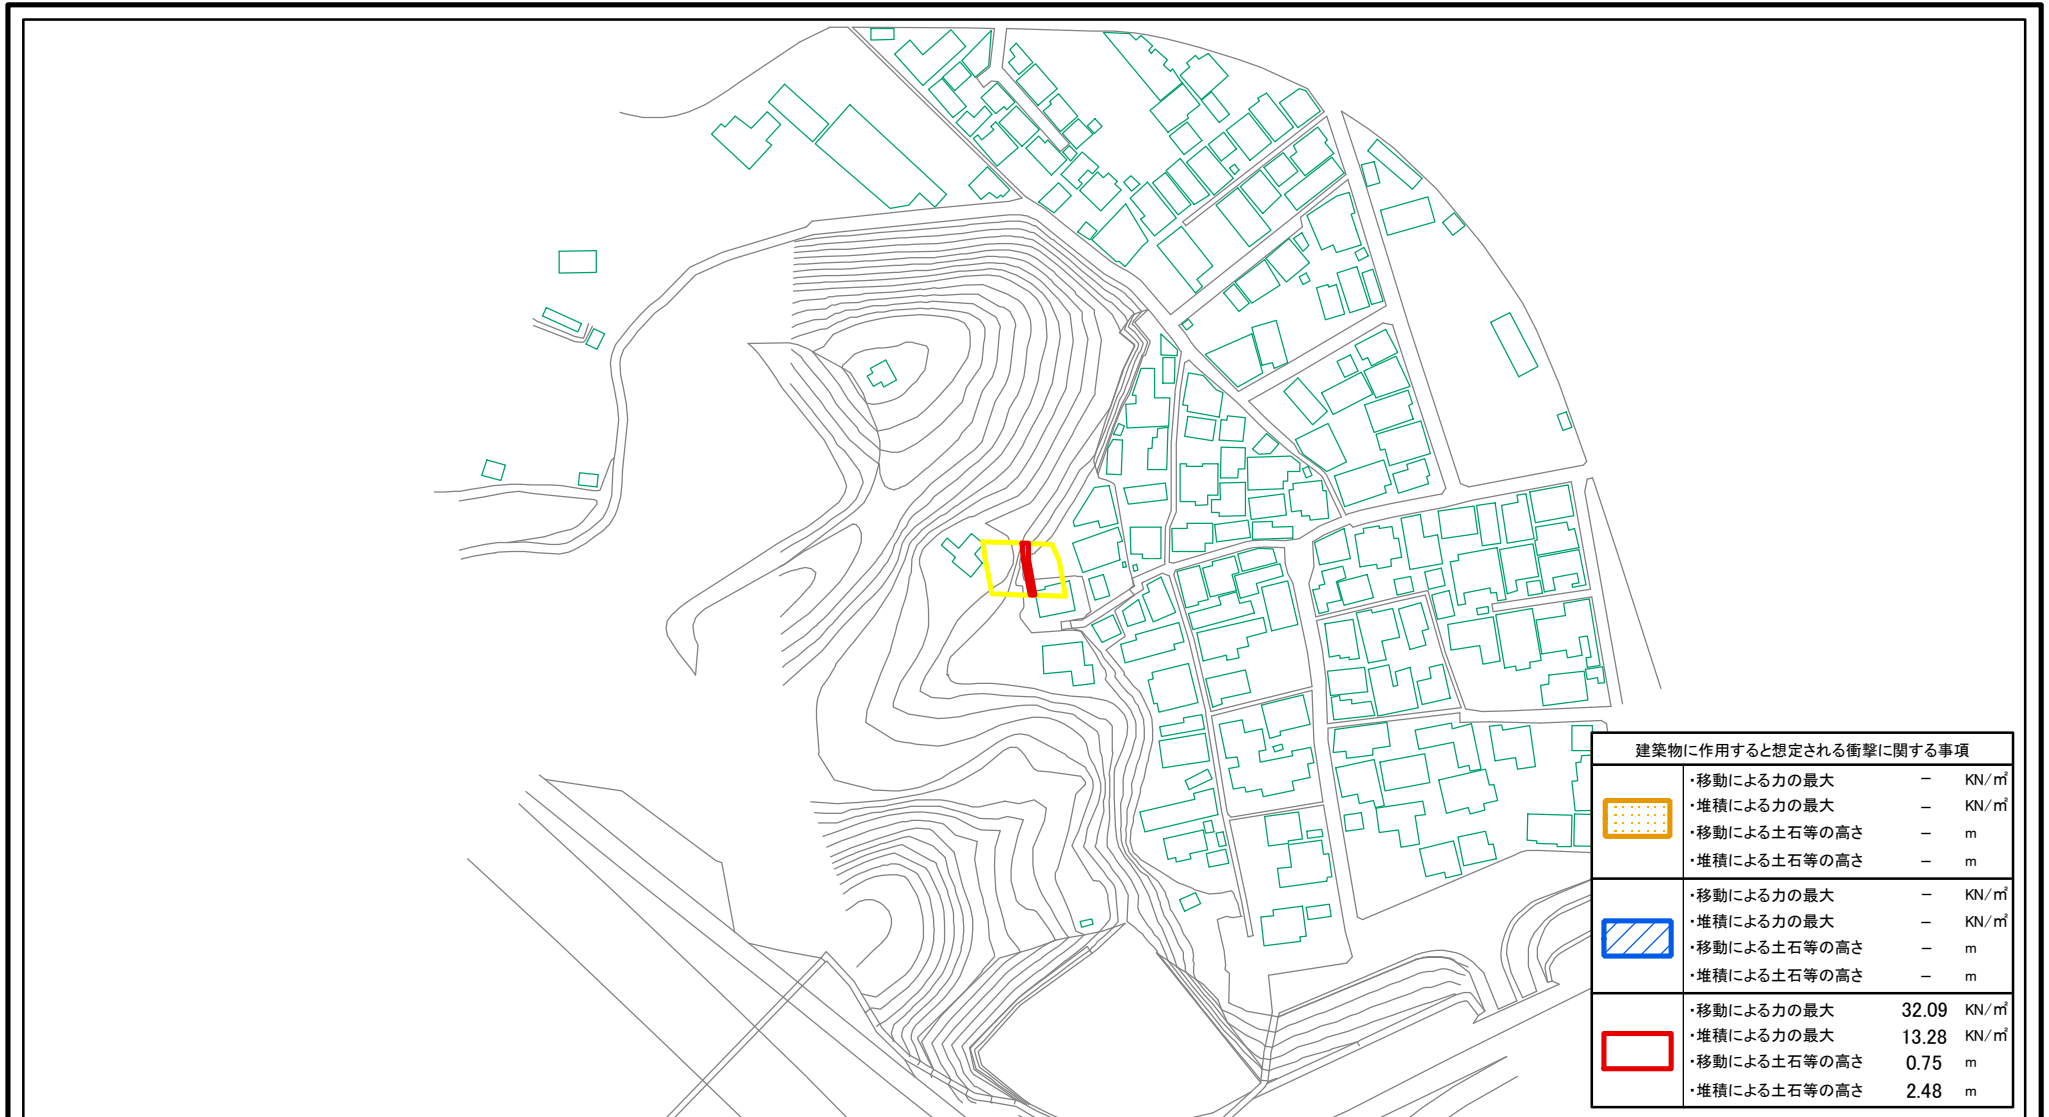 建築物に作用すると想定される衝撃に関する事項
・移動による力の最大 － KN/㎡
・堆積による力の最大 － KN/㎡
・移動による土石等の高さ － m
・堆積による土石等の高さ － m
・移動による力の最大 － KN/㎡
・堆積による力の最大 － KN/㎡
・移動による土石等の高さ － m
・堆積による土石等の高さ － m
・移動による力の最大 32.09 KN/㎡
・堆積による力の最大 13.28 KN/㎡
・移動による土石等の高さ 0.75 m
・堆積による土石等の高さ 2.48 m